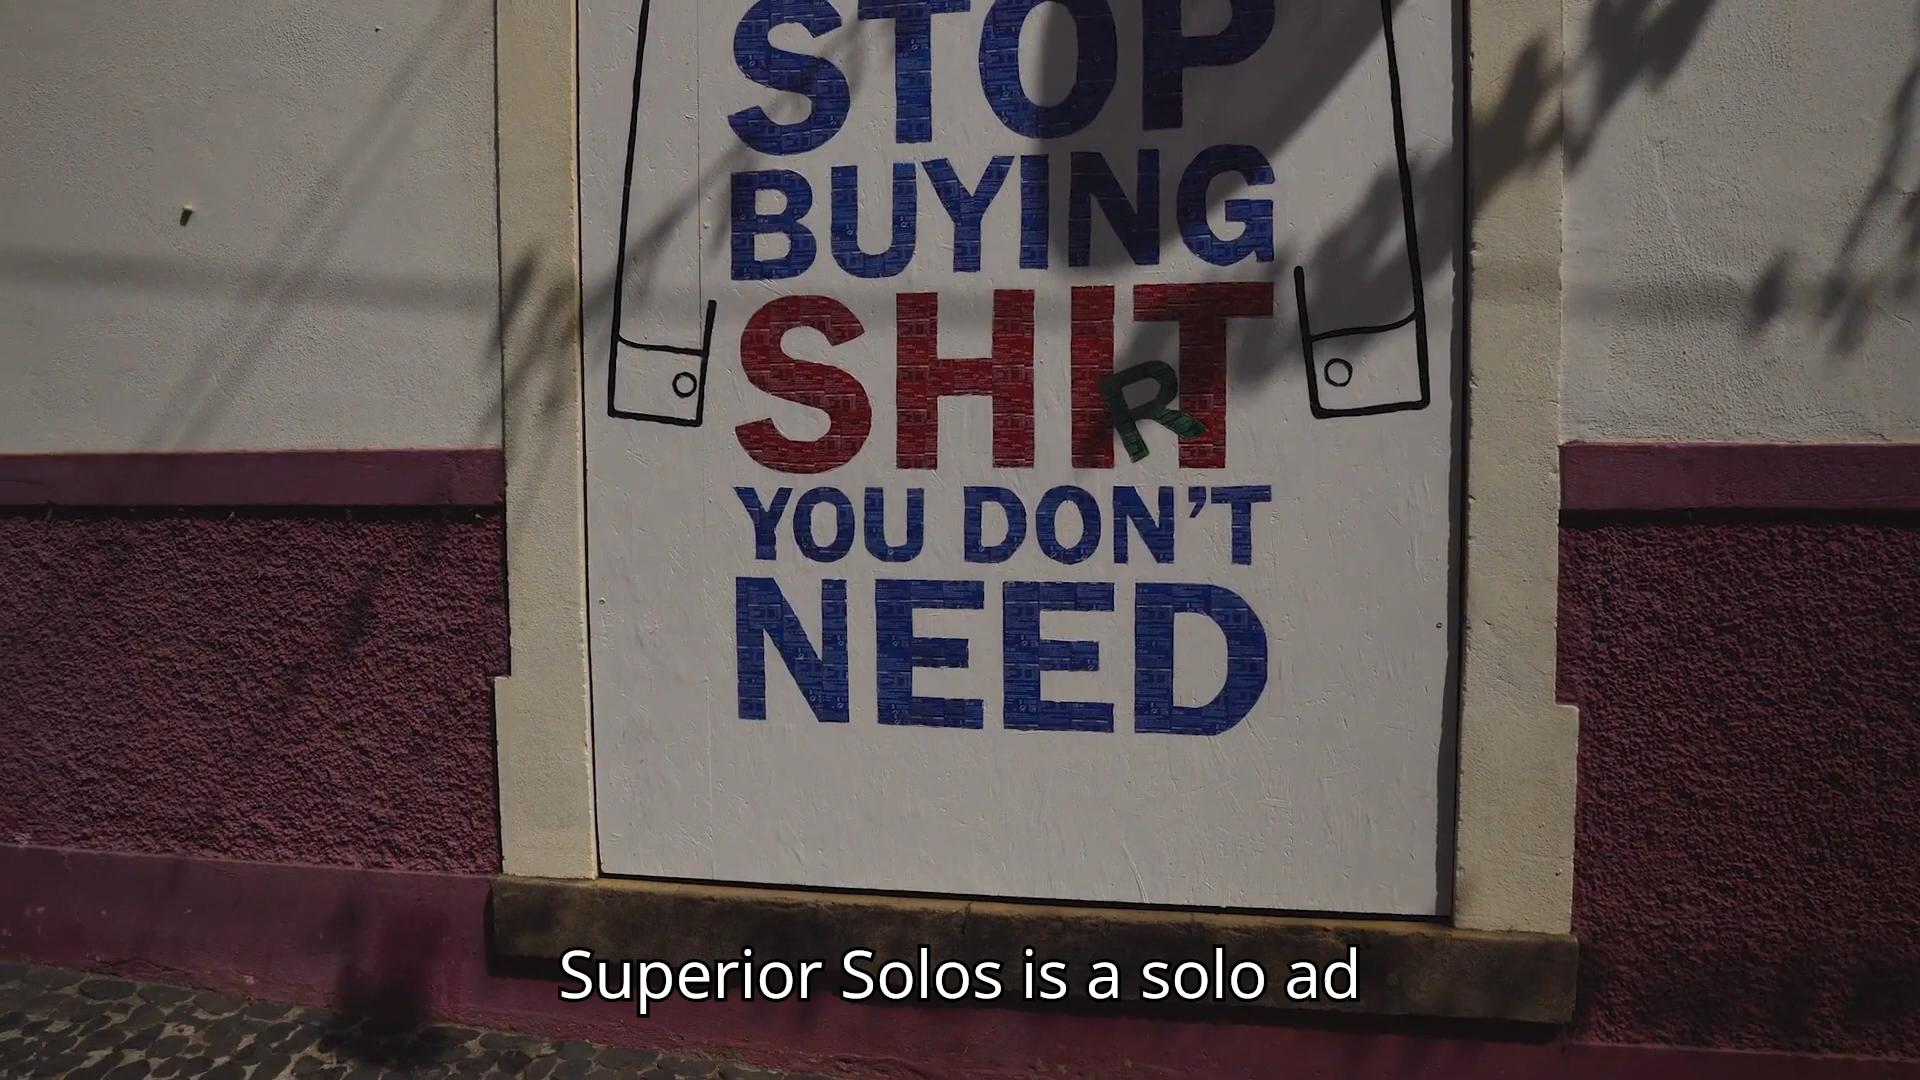 STOP
BUYING
SHIRT
YOU DON'T
NEED
Superior Solos is a solo ad